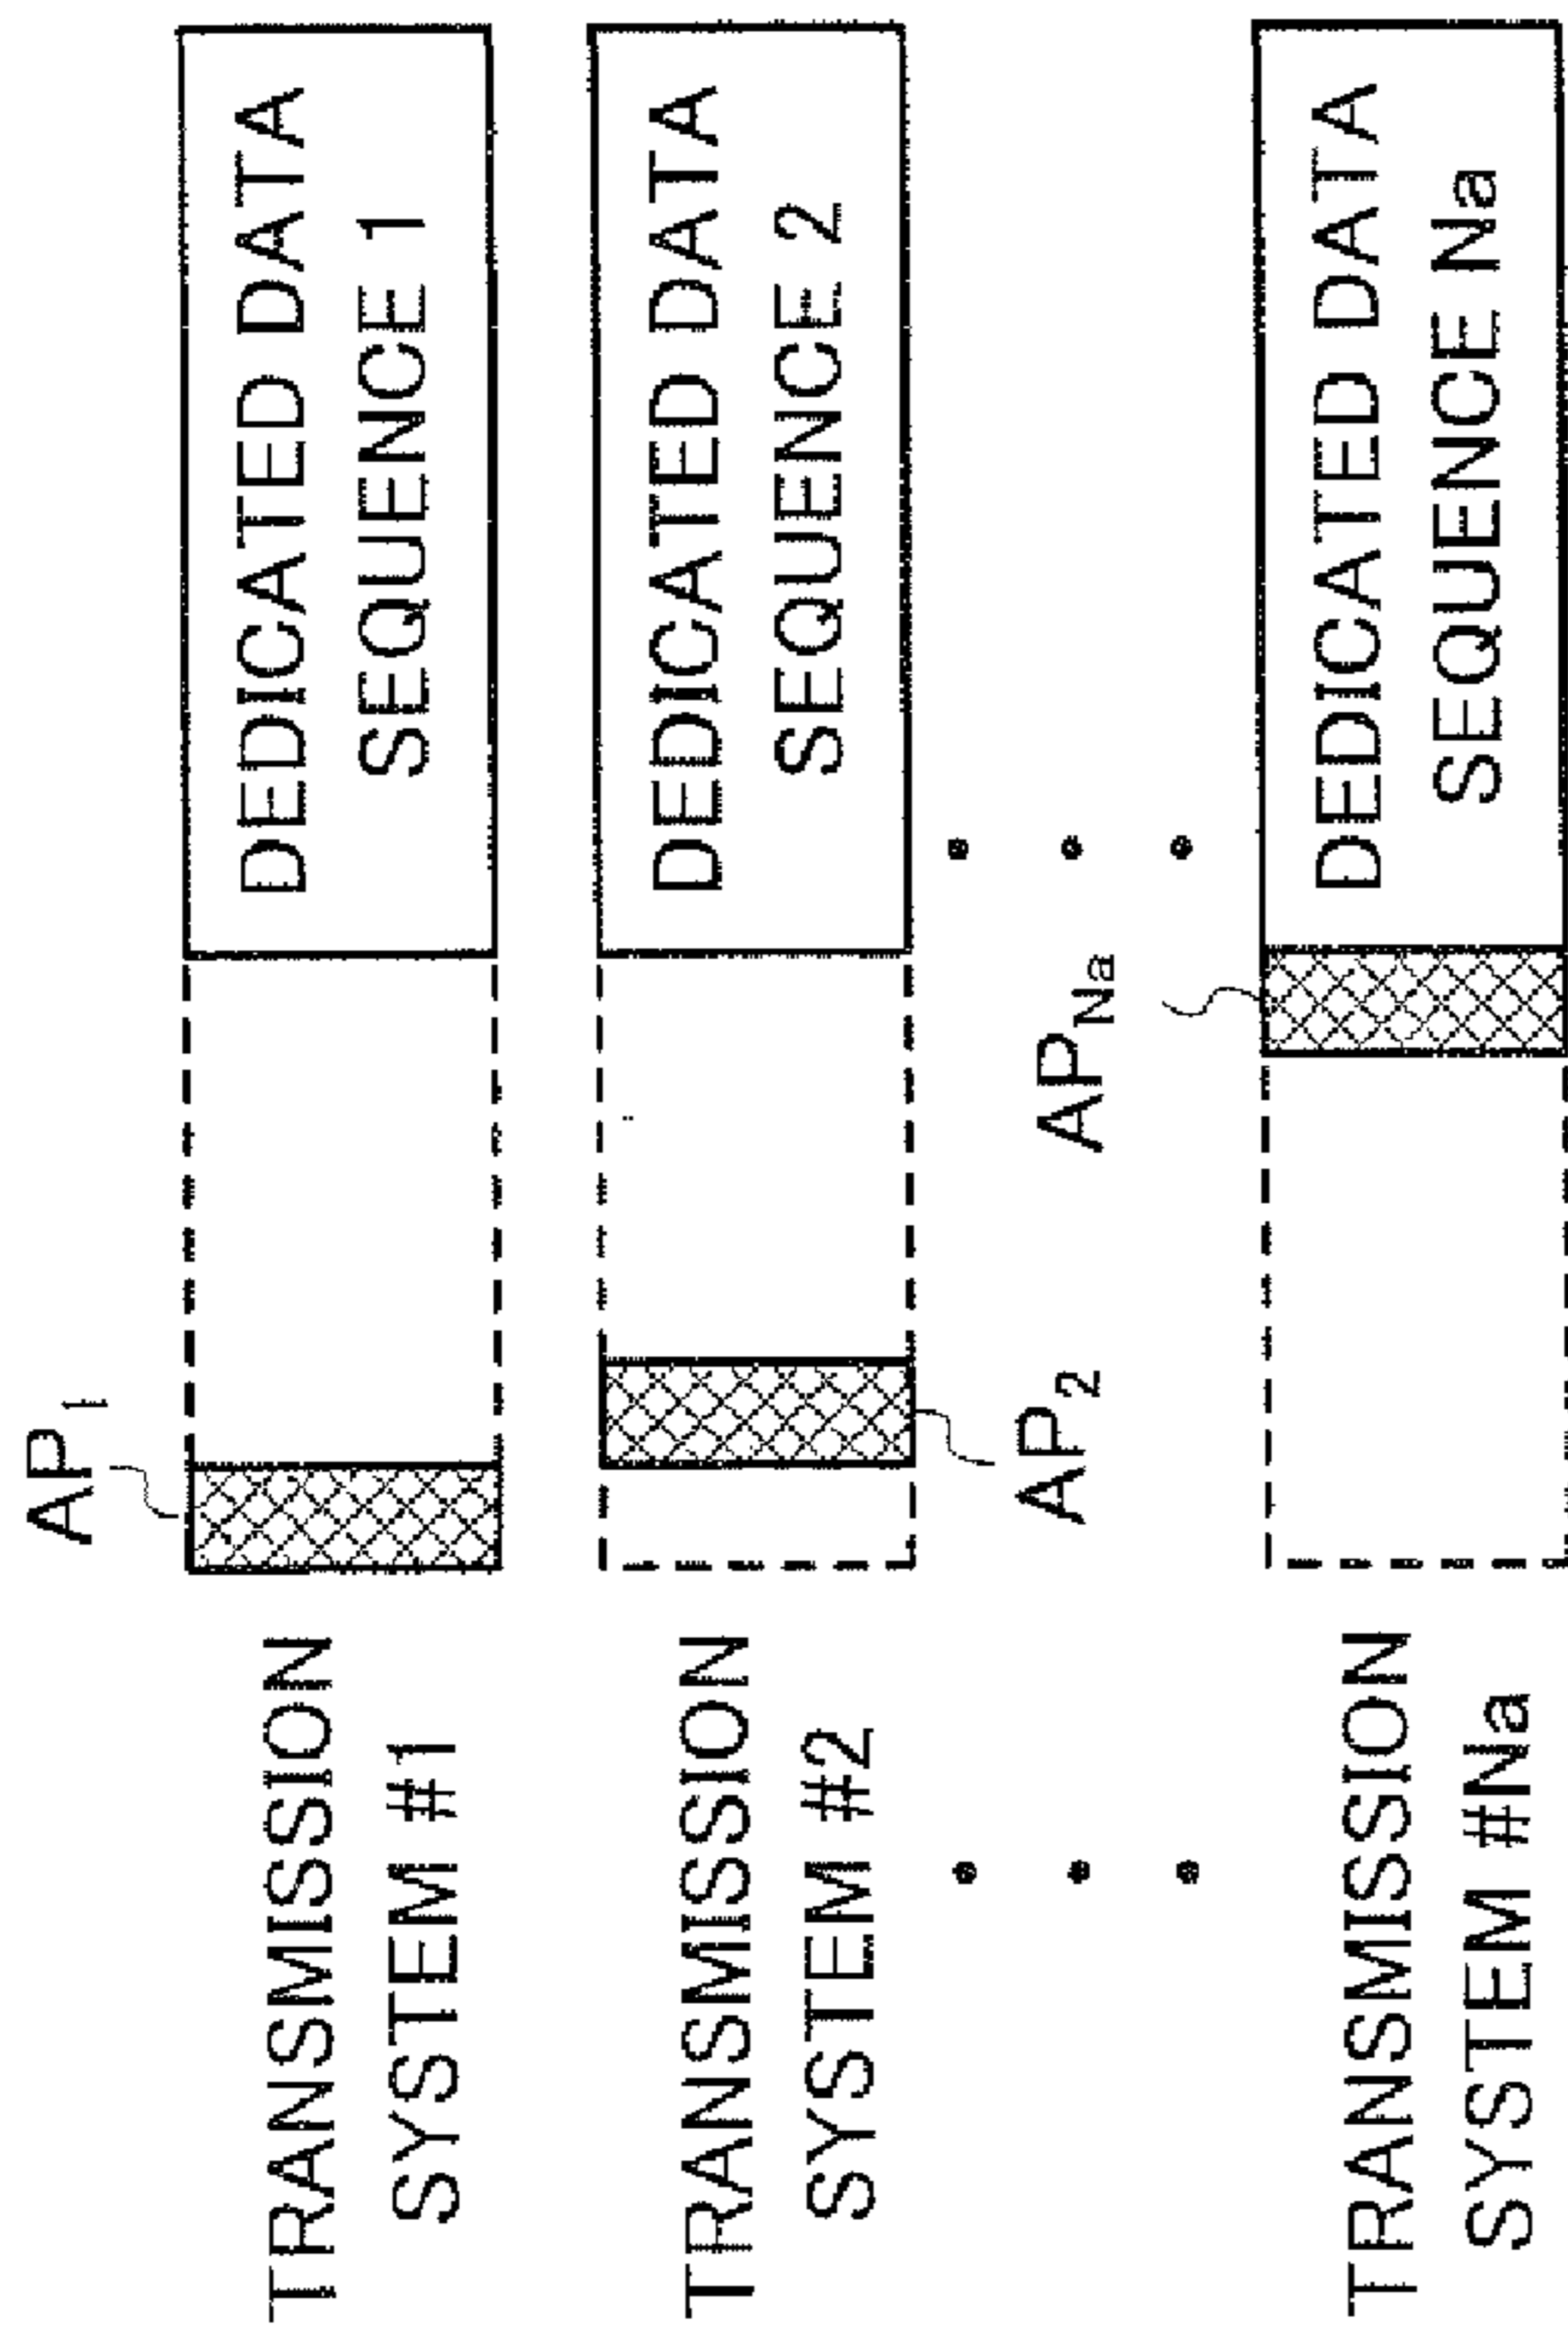 AP1
TRANSMISSION
SYSTEM #1
DEDICATED DATA
SEQUENCE 1
TRANSMISSION
SYSTEM #2
DEDICATED DATA
SEQUENCE 2
AP2
APNa
TRANSMISSION
SYSTEM #Na
DEDICATED DATA
SEQUENCE Na